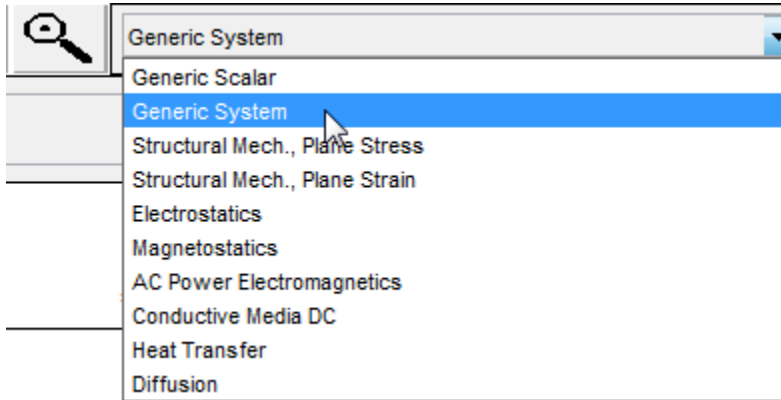 Generic System
Generic Scalar
Generic System
Structural Mech., Plane Stress
Structural Mech., Plane Strain
Electrostatics
Magnetostatics
AC Power Electromagnetics
Conductive Media DC
Heat Transfer
Diffusion